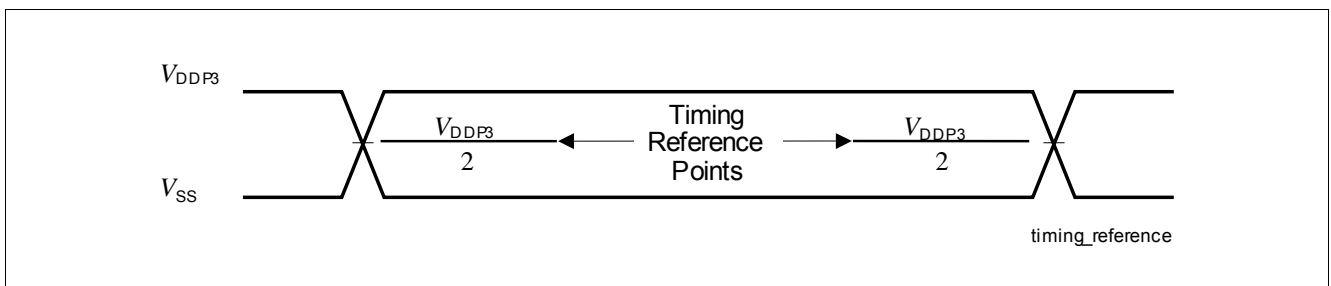 VDDP3
VDDP3
2
Timing
Reference
Points
VDDP3
2
VSS
timing_reference